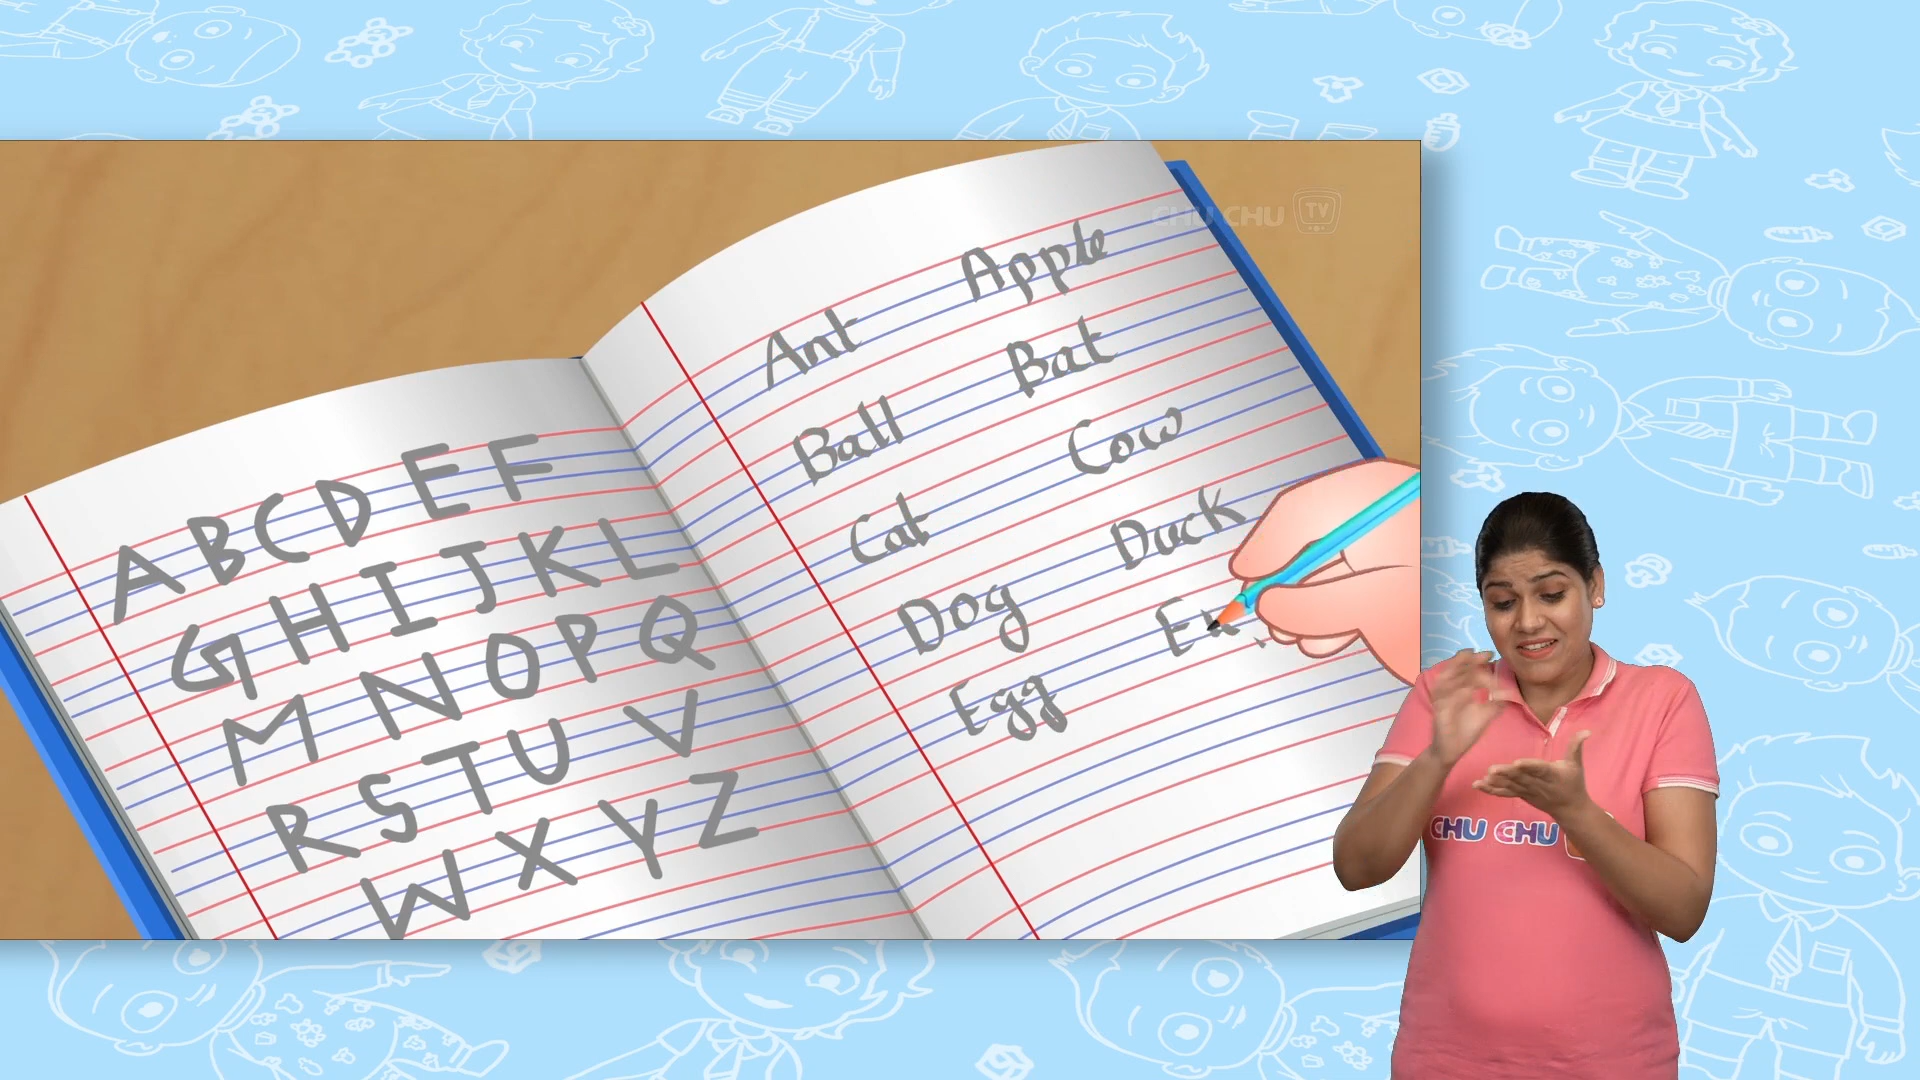 CHU CHU TV
A B C D E F
G H I J K L
M N O P Q
R S T U V
W X Y Z
Ant Apple
Ball Bat
Cat Cow
Dog Duck
Egg
CHU CHU